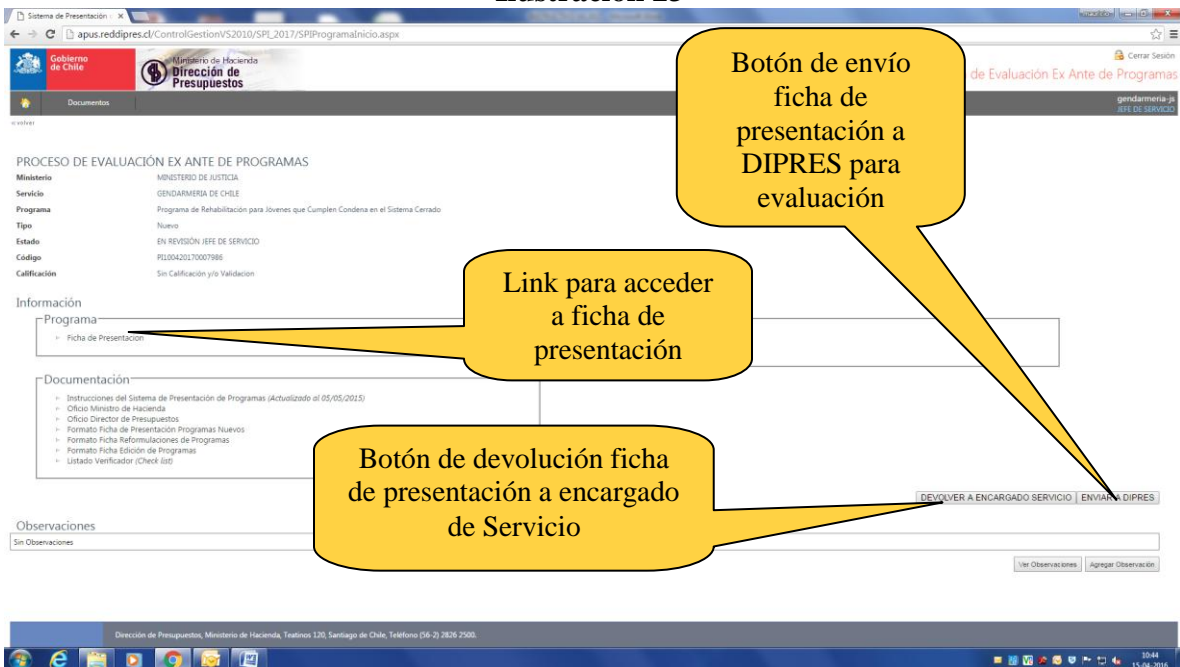 Sistema de Presentación
apus.reddipres.cl/ControlGestionVS2010/SPI_2017/SPIProgramaInicio.aspx
Gobierno
de Chile
Ministerio de Hacienda
Dirección de
Presupuestos
Cerrar Sesión
de Evaluación Ex Ante de Programas
Documentos
gendarmeria-js
JEFE DE SERVICIO
volver
Botón de envío
ficha de
presentación a
DIPRES para
evaluación
PROCESO DE EVALUACIÓN EX ANTE DE PROGRAMAS
Ministerio MINISTERIO DE JUSTICIA
Servicio GENDARMERIA DE CHILE
Programa Programa de Rehabilitación para Jóvenes que Cumplen Condena en el Sistema Cerrado
Tipo Nuevo
Estado EN REVISIÓN JEFE DE SERVICIO
Código PI100420170007986
Calificación Sin Calificación y/o Validacion
Link para acceder
a ficha de
presentación
Información
Programa
Ficha de Presentacion
Documentación
Instrucciones del Sistema de Presentación de Programas (Actualizado al 05/05/2015)
Oficio Ministro de Hacienda
Oficio Director de Presupuestos
Formato Ficha de Presentación Programas Nuevos
Formato Ficha Reformulaciones de Programas
Formato Ficha Edición de Programas
Listado Verificador (Check list)
Botón de devolución ficha
de presentación a encargado
de Servicio
DEVOLVER A ENCARGADO SERVICIO ENVIAR A DIPRES
Observaciones
Sin Observaciones
Ver Observaciones Agregar Observación
Dirección de Presupuestos, Ministerio de Hacienda, Teatinos 120, Santiago de Chile, Teléfono (56-2) 2826 2500.
10:44
15-04-2016